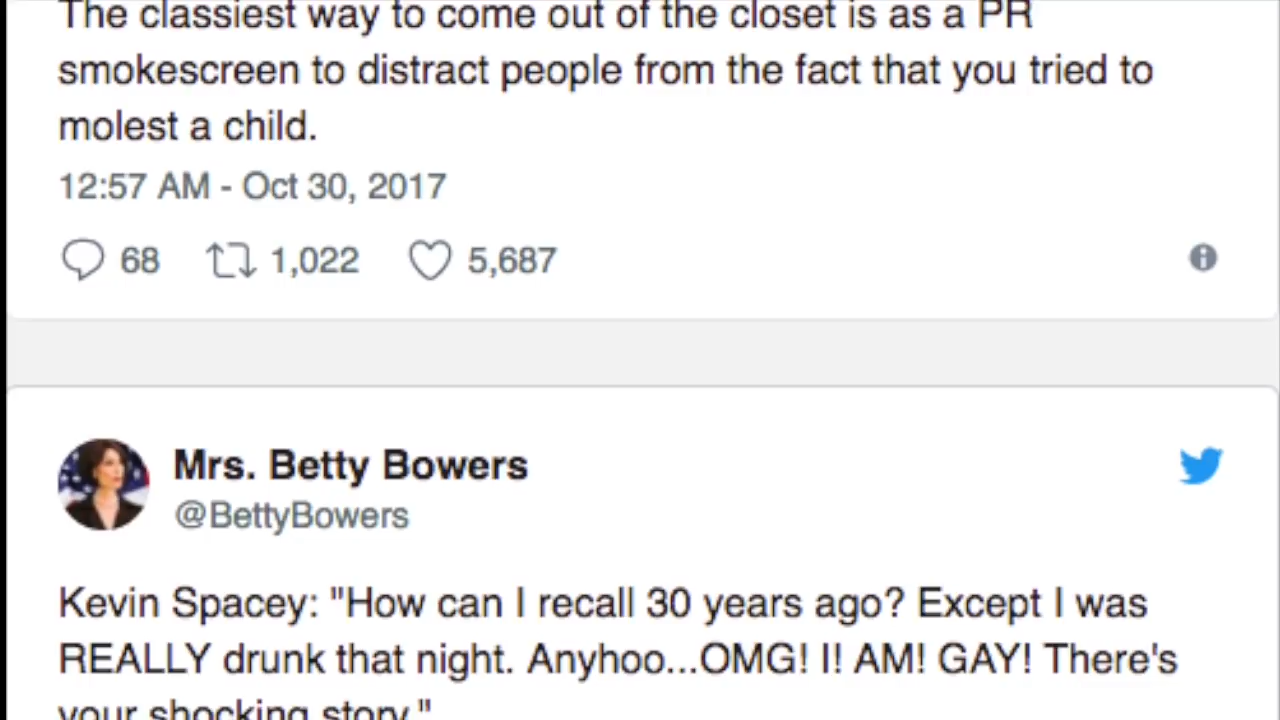 The classiest way to come out of the closet is as a PR
smokescreen to distract people from the fact that you tried to
molest a child.
12:57 AM - Oct 30, 2017
68 1,022 5,687
Mrs. Betty Bowers
@BettyBowers
Kevin Spacey: "How can I recall 30 years ago? Except I was
REALLY drunk that night. Anyhoo...OMG! I! AM! GAY! There's
your shocking story."